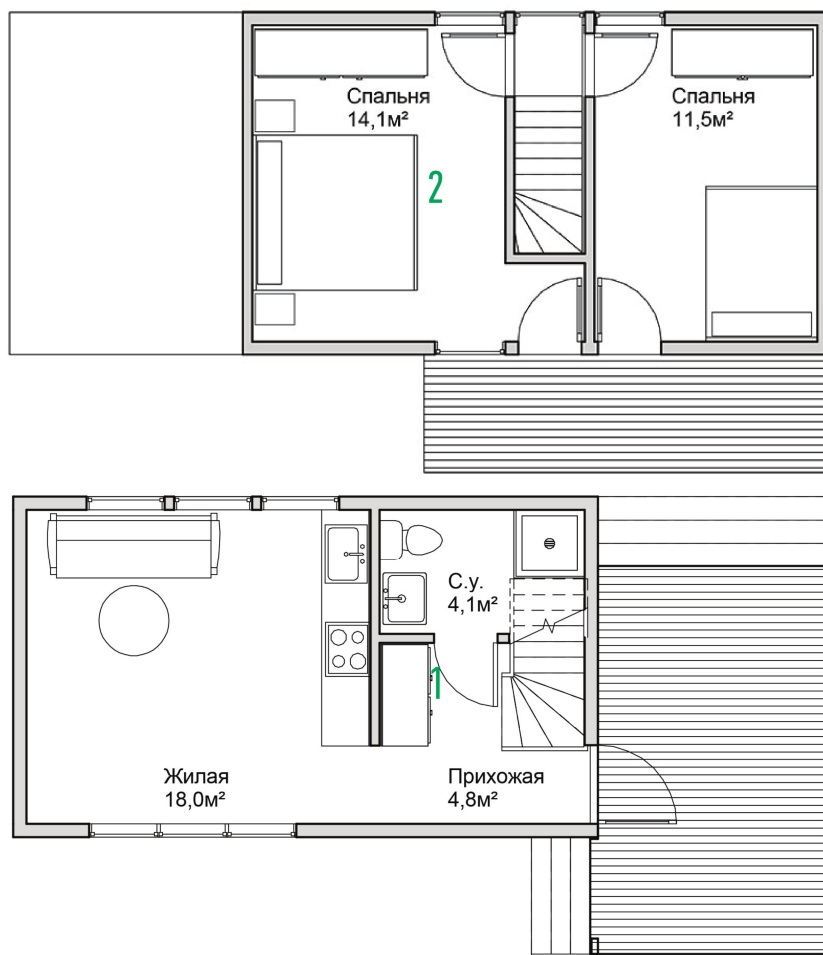 Спальня
14,1м²
Спальня
11,5м²
2
С.у.
4,1м²
1
Жилая
18,0м²
Прихожая
4,8м²